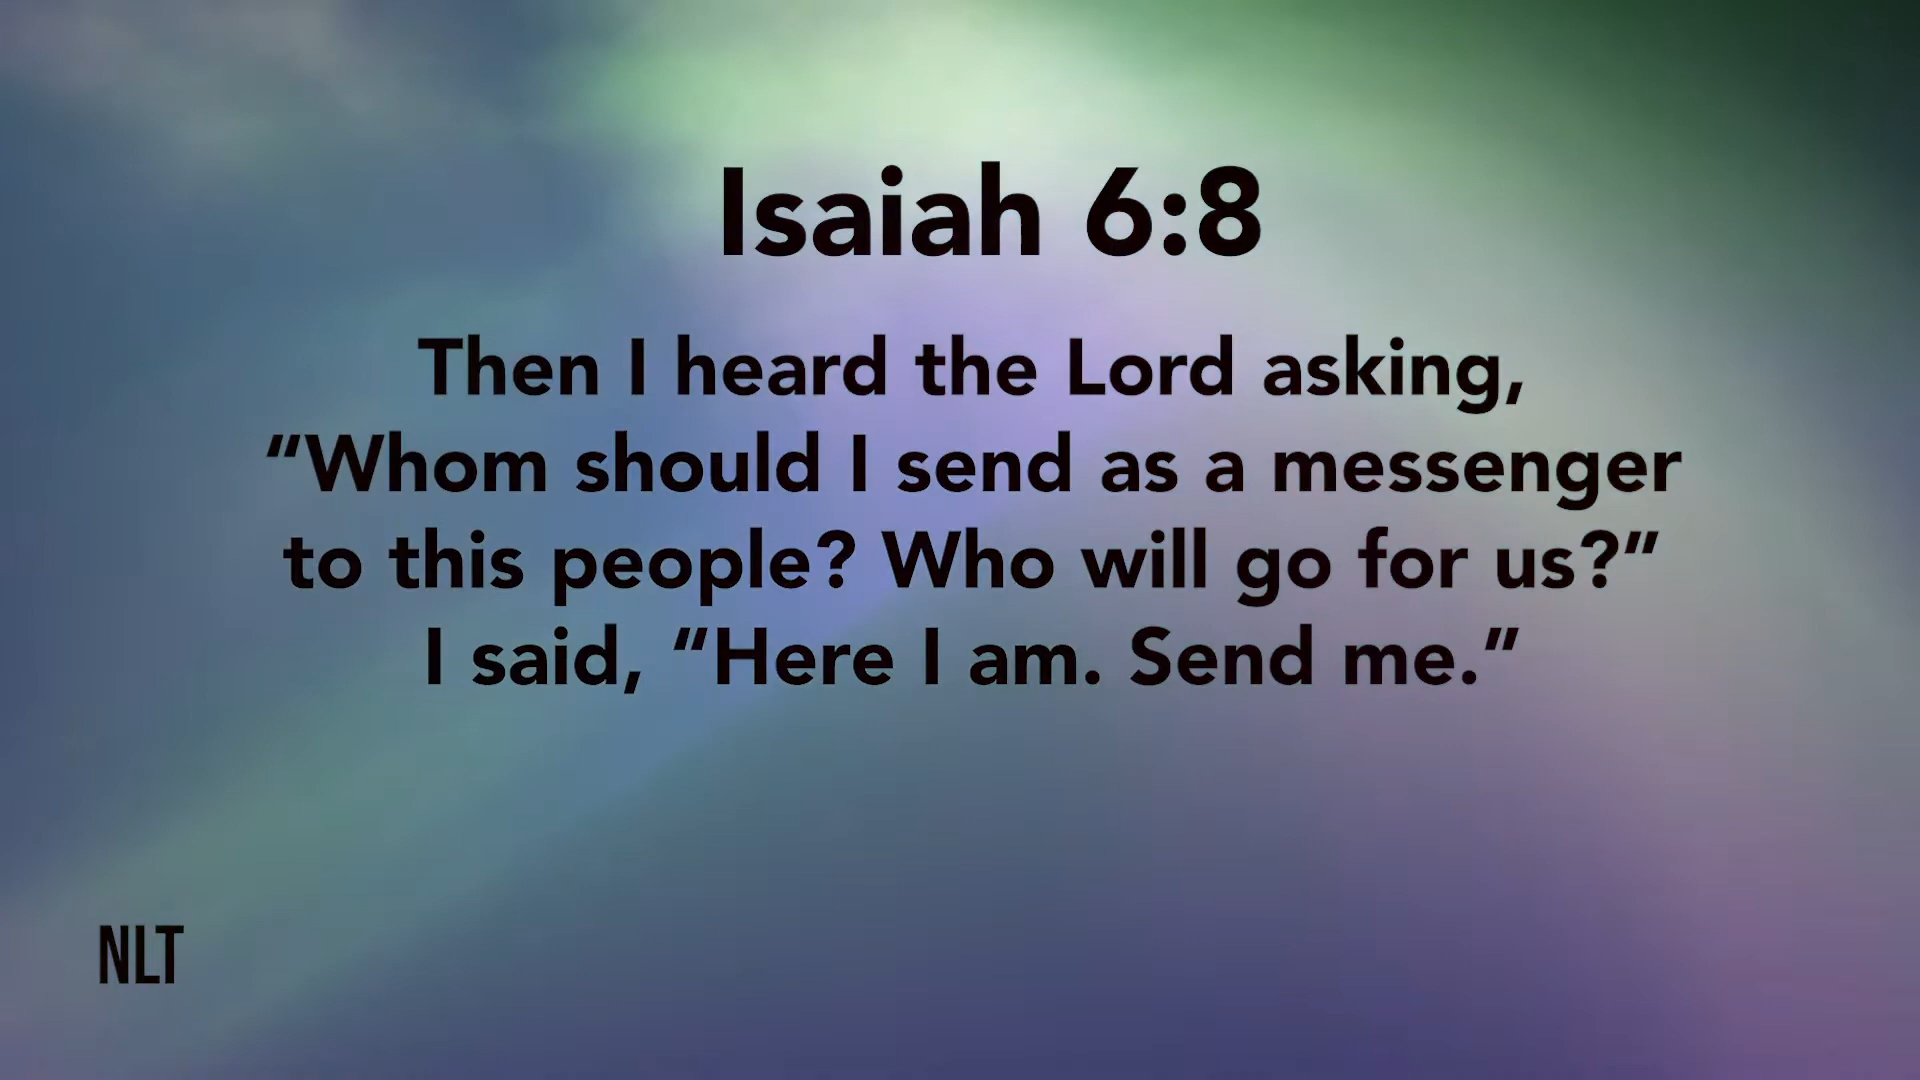 Isaiah 6:8
Then I heard the Lord asking,
“Whom should I send as a messenger
to this people? Who will go for us?”
I said, “Here I am. Send me.”
NLT